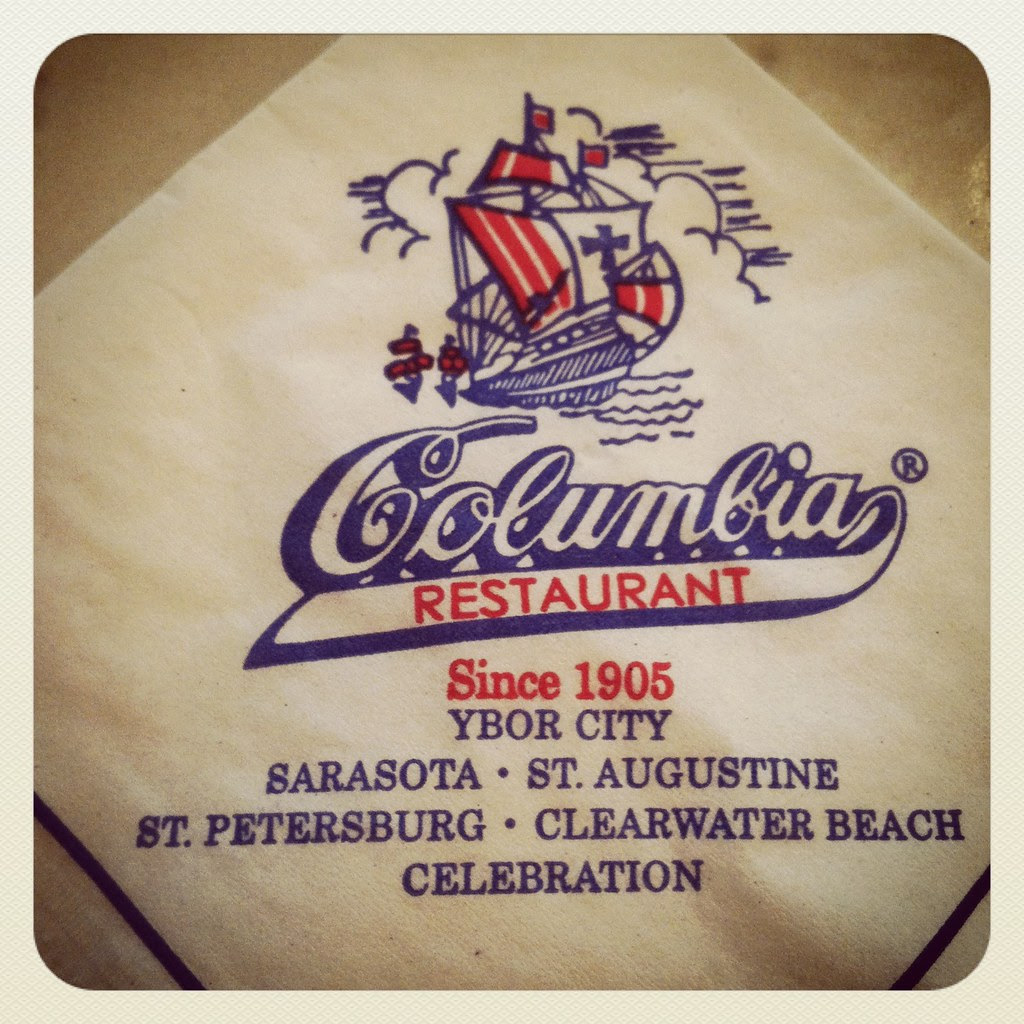 Columbia®
RESTAURANT
Since 1905
YBOR CITY
SARASOTA • ST. AUGUSTINE
ST. PETERSBURG • CLEARWATER BEACH
CELEBRATION